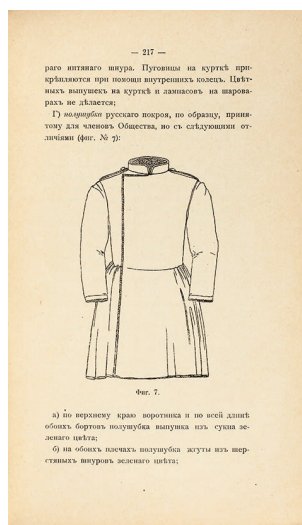 — 217 —
раго нитянаго шнура. Пуговицы на курткѣ при-
крѣпляются при помощи внутреннихъ колецъ. Цвѣт-
ныхъ выпушекъ на курткѣ и лампасовъ на шарова-
рахъ не дѣлается;
Г) полушубка русскаго покроя, по образцу, приня-
тому для членовъ Общества, но съ слѣдующими от-
личіями (фиг. № 7):
Фиг. 7.
а) по верхнему краю воротника и по всей длинѣ
обоихъ бортовъ полушубка выпушка изъ сукна зе-
ленаго цвѣта;
б) на обоихъ плечахъ полушубка жгуты изъ шер-
стяныхъ шнуровъ зеленаго цвѣта;